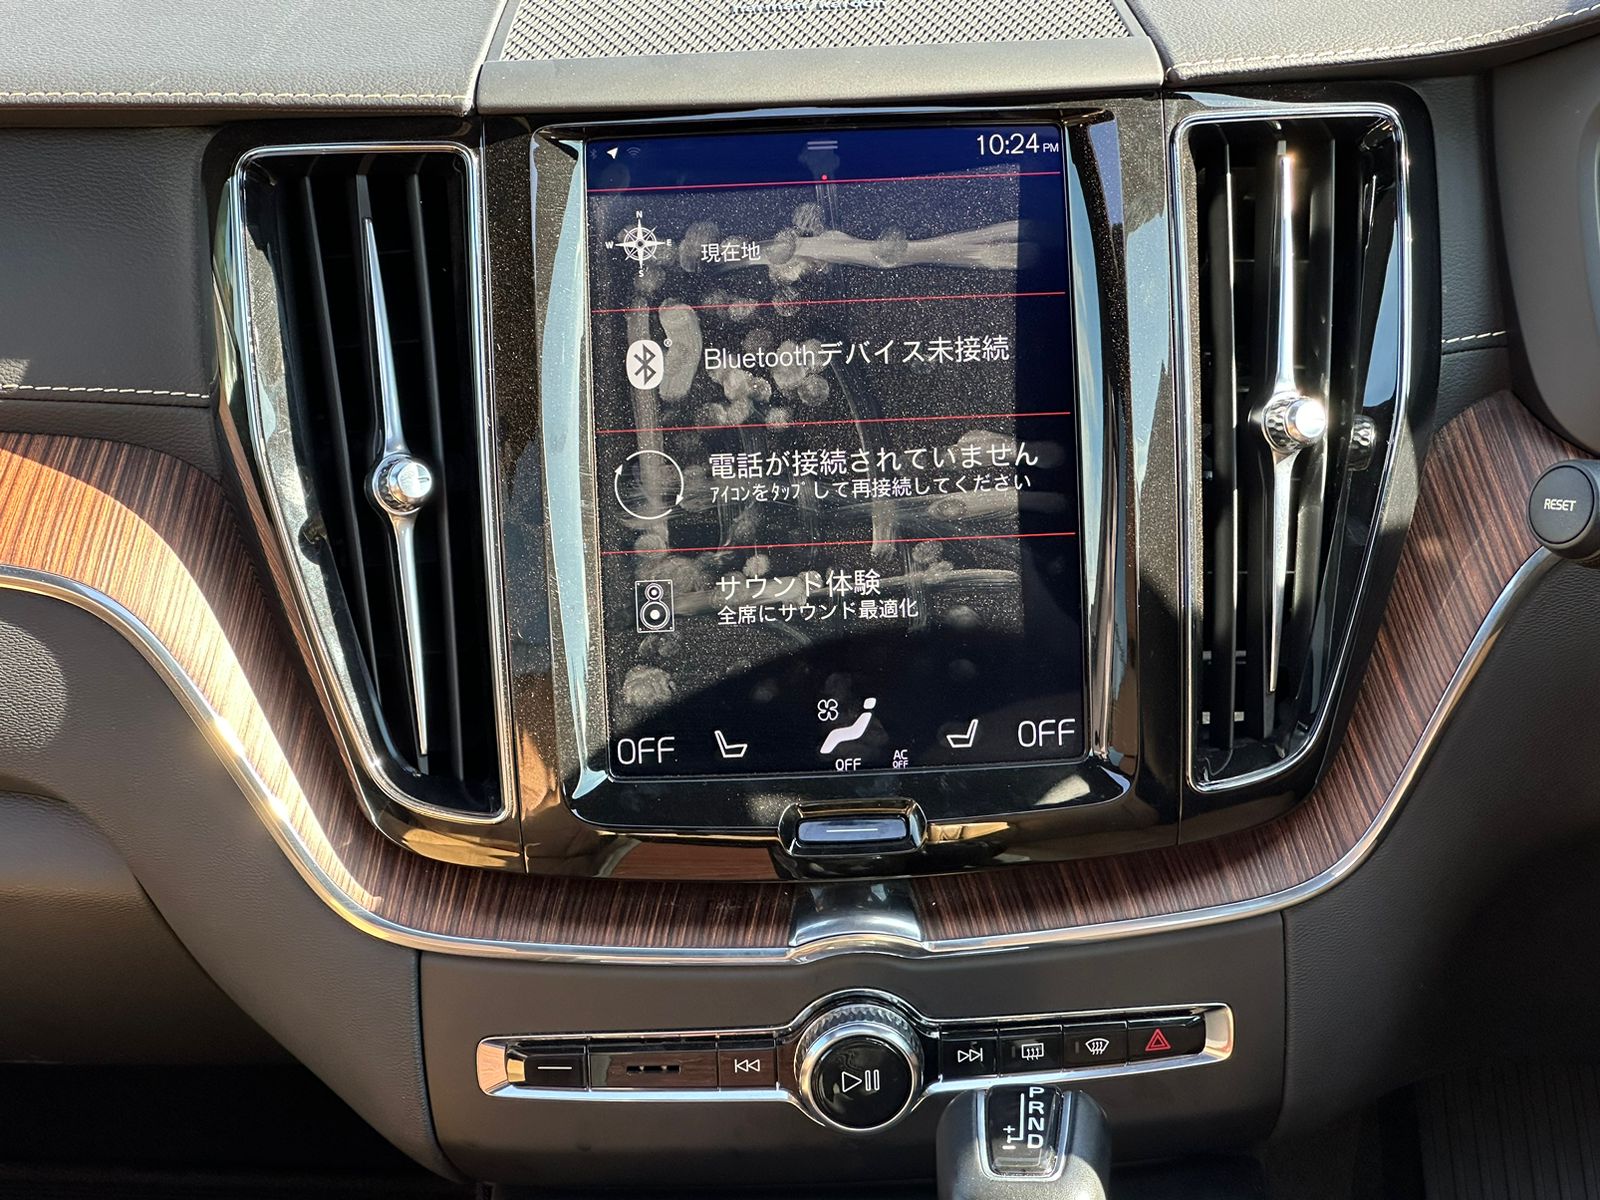 harman/kardon
10:24 PM
N
W E
S
現在地
Bluetoothデバイス未接続
電話が接続されていません
アイコンをタップして再接続してください
サウンド体験
全席にサウンド最適化
OFF
OFF
AC
OFF
OFF
RESET
P
R
N
D
+